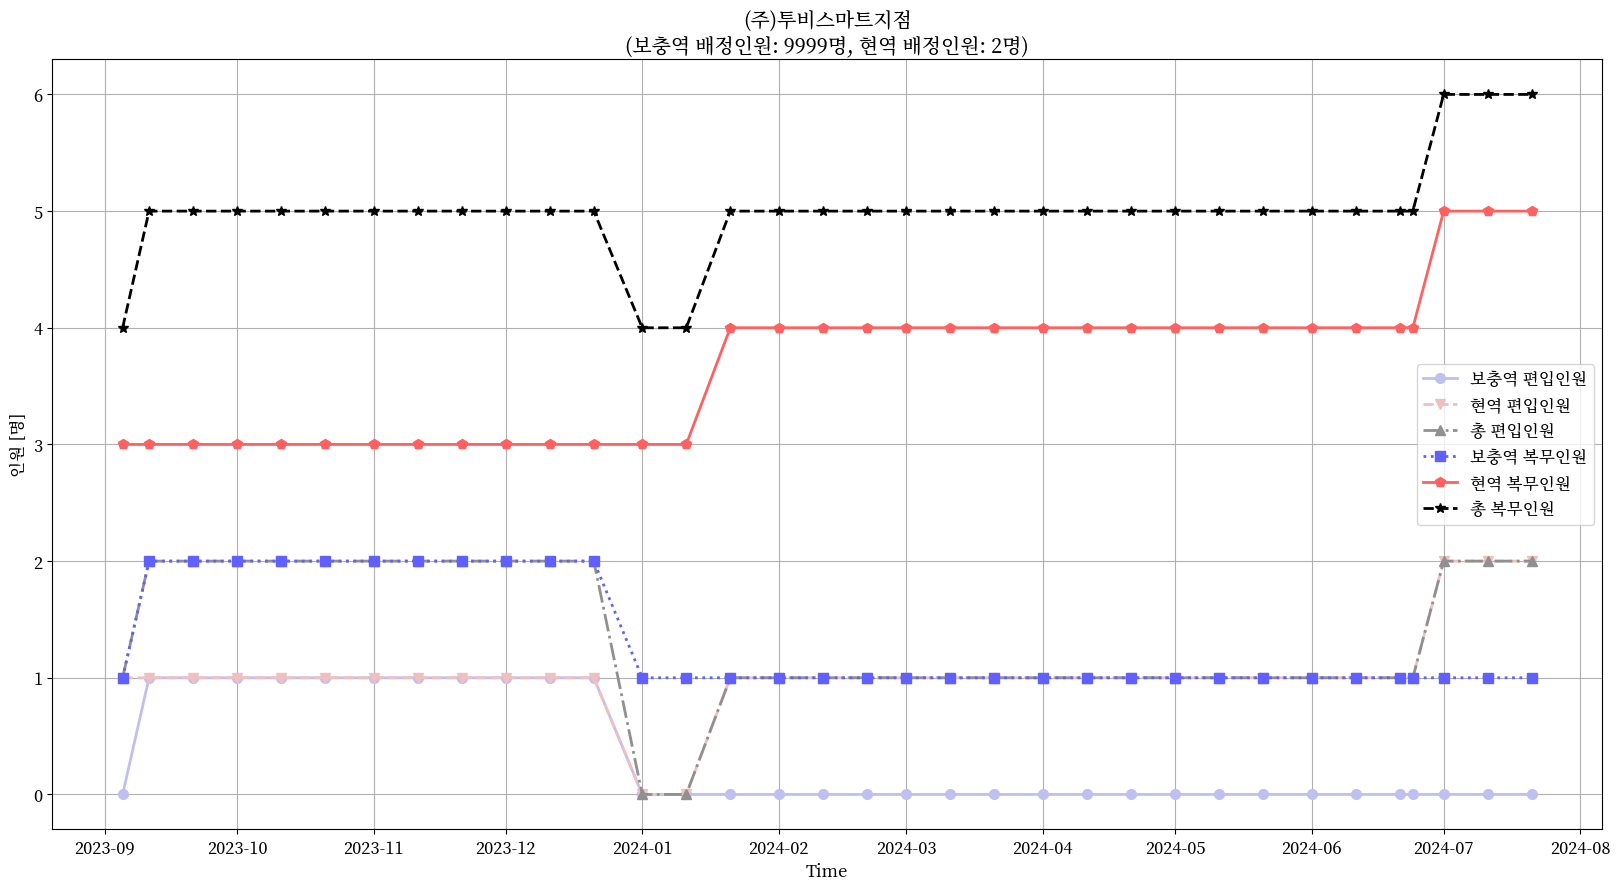 (주)투비스마트지점
(보충역 배정인원: 9999명, 현역 배정인원: 2명)
인원 [명]
6
5
4
3
2
1
0
보충역 편입인원
현역 편입인원
총 편입인원
보충역 복무인원
현역 복무인원
총 복무인원
2023-09 2023-10 2023-11 2023-12 2024-01 2024-02 2024-03 2024-04 2024-05 2024-06 2024-07 2024-08
Time